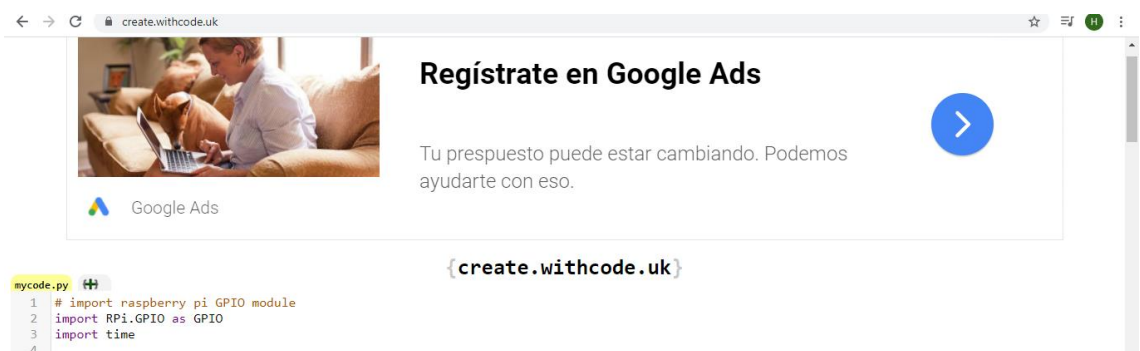 create.withcode.uk
H
Regístrate en Google Ads
Tu prespuesto puede estar cambiando. Podemos
ayudarte con eso.
Google Ads
{create.withcode.uk}
mycode.py
1 # import raspberry pi GPIO module
2 import RPi.GPIO as GPIO
3 import time
4